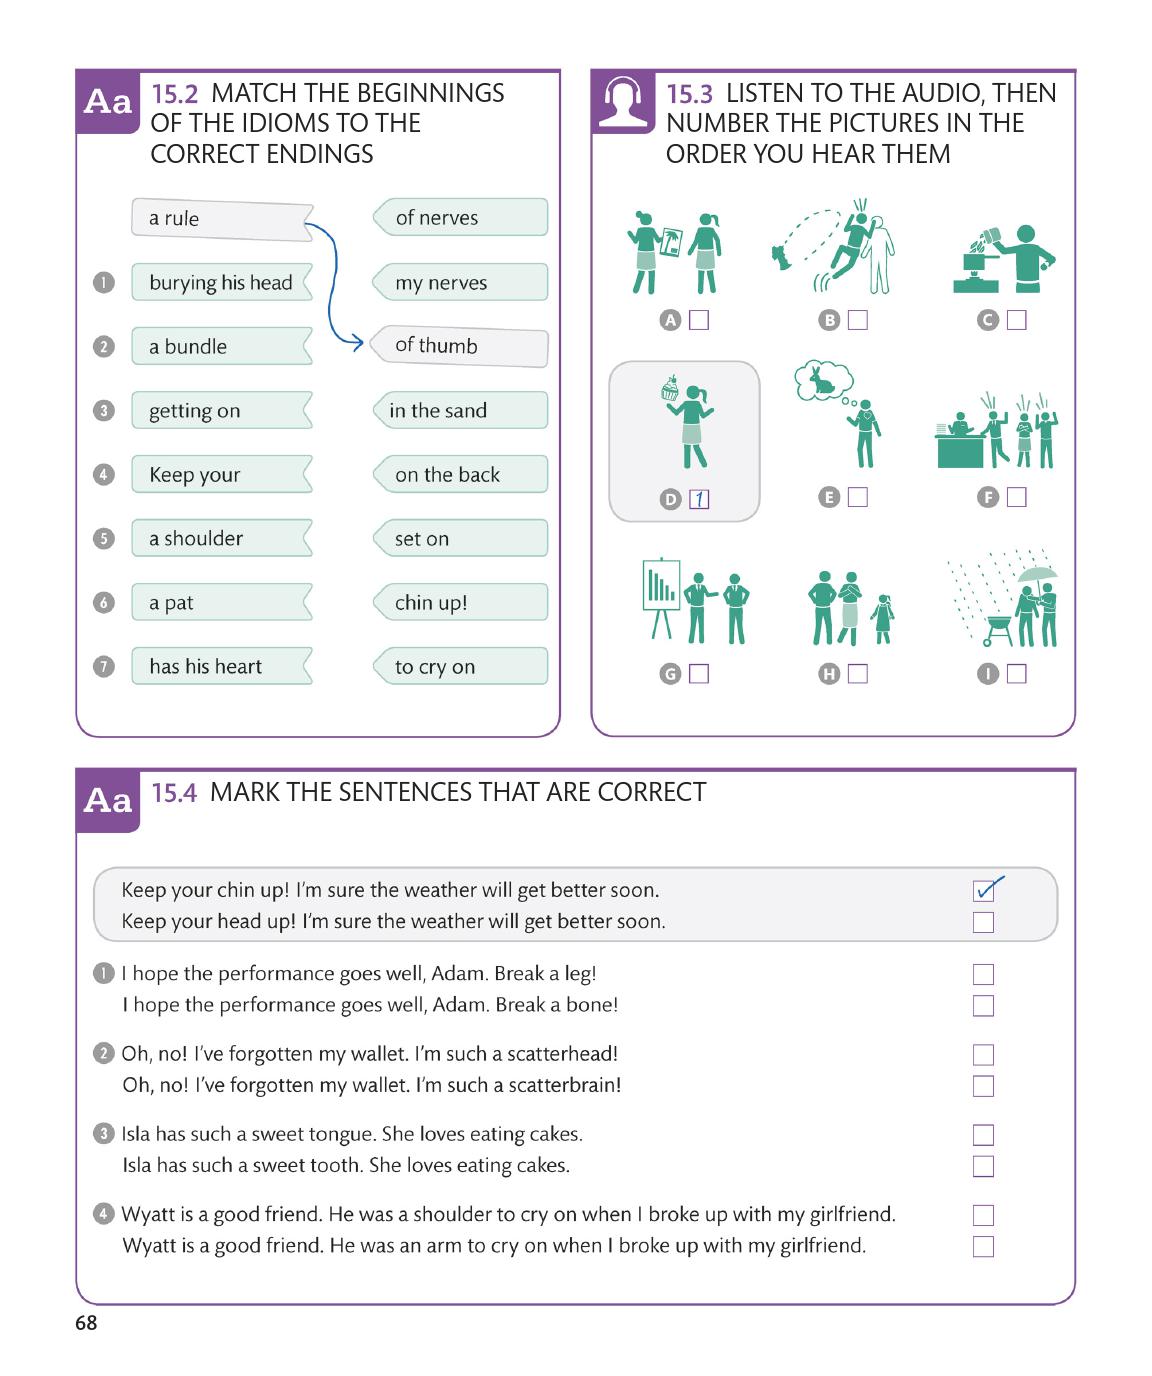 Aa
15.2 MATCH THE BEGINNINGS
OF THE IDIOMS TO THE
CORRECT ENDINGS
a rule
of nerves
1 burying his head
my nerves
2 a bundle
of thumb
3 getting on
in the sand
4 Keep your
on the back
5 a shoulder
set on
6 a pat
chin up!
7 has his heart
to cry on
15.3 LISTEN TO THE AUDIO, THEN
NUMBER THE PICTURES IN THE
ORDER YOU HEAR THEM
A
B
C
D 1
E
F
G
H
I
Aa
15.4 MARK THE SENTENCES THAT ARE CORRECT
Keep your chin up! I'm sure the weather will get better soon.
Keep your head up! I'm sure the weather will get better soon.
1 I hope the performance goes well, Adam. Break a leg!
I hope the performance goes well, Adam. Break a bone!
2 Oh, no! I've forgotten my wallet. I'm such a scatterhead!
Oh, no! I've forgotten my wallet. I'm such a scatterbrain!
3 Isla has such a sweet tongue. She loves eating cakes.
Isla has such a sweet tooth. She loves eating cakes.
4 Wyatt is a good friend. He was a shoulder to cry on when I broke up with my girlfriend.
Wyatt is a good friend. He was an arm to cry on when I broke up with my girlfriend.
68